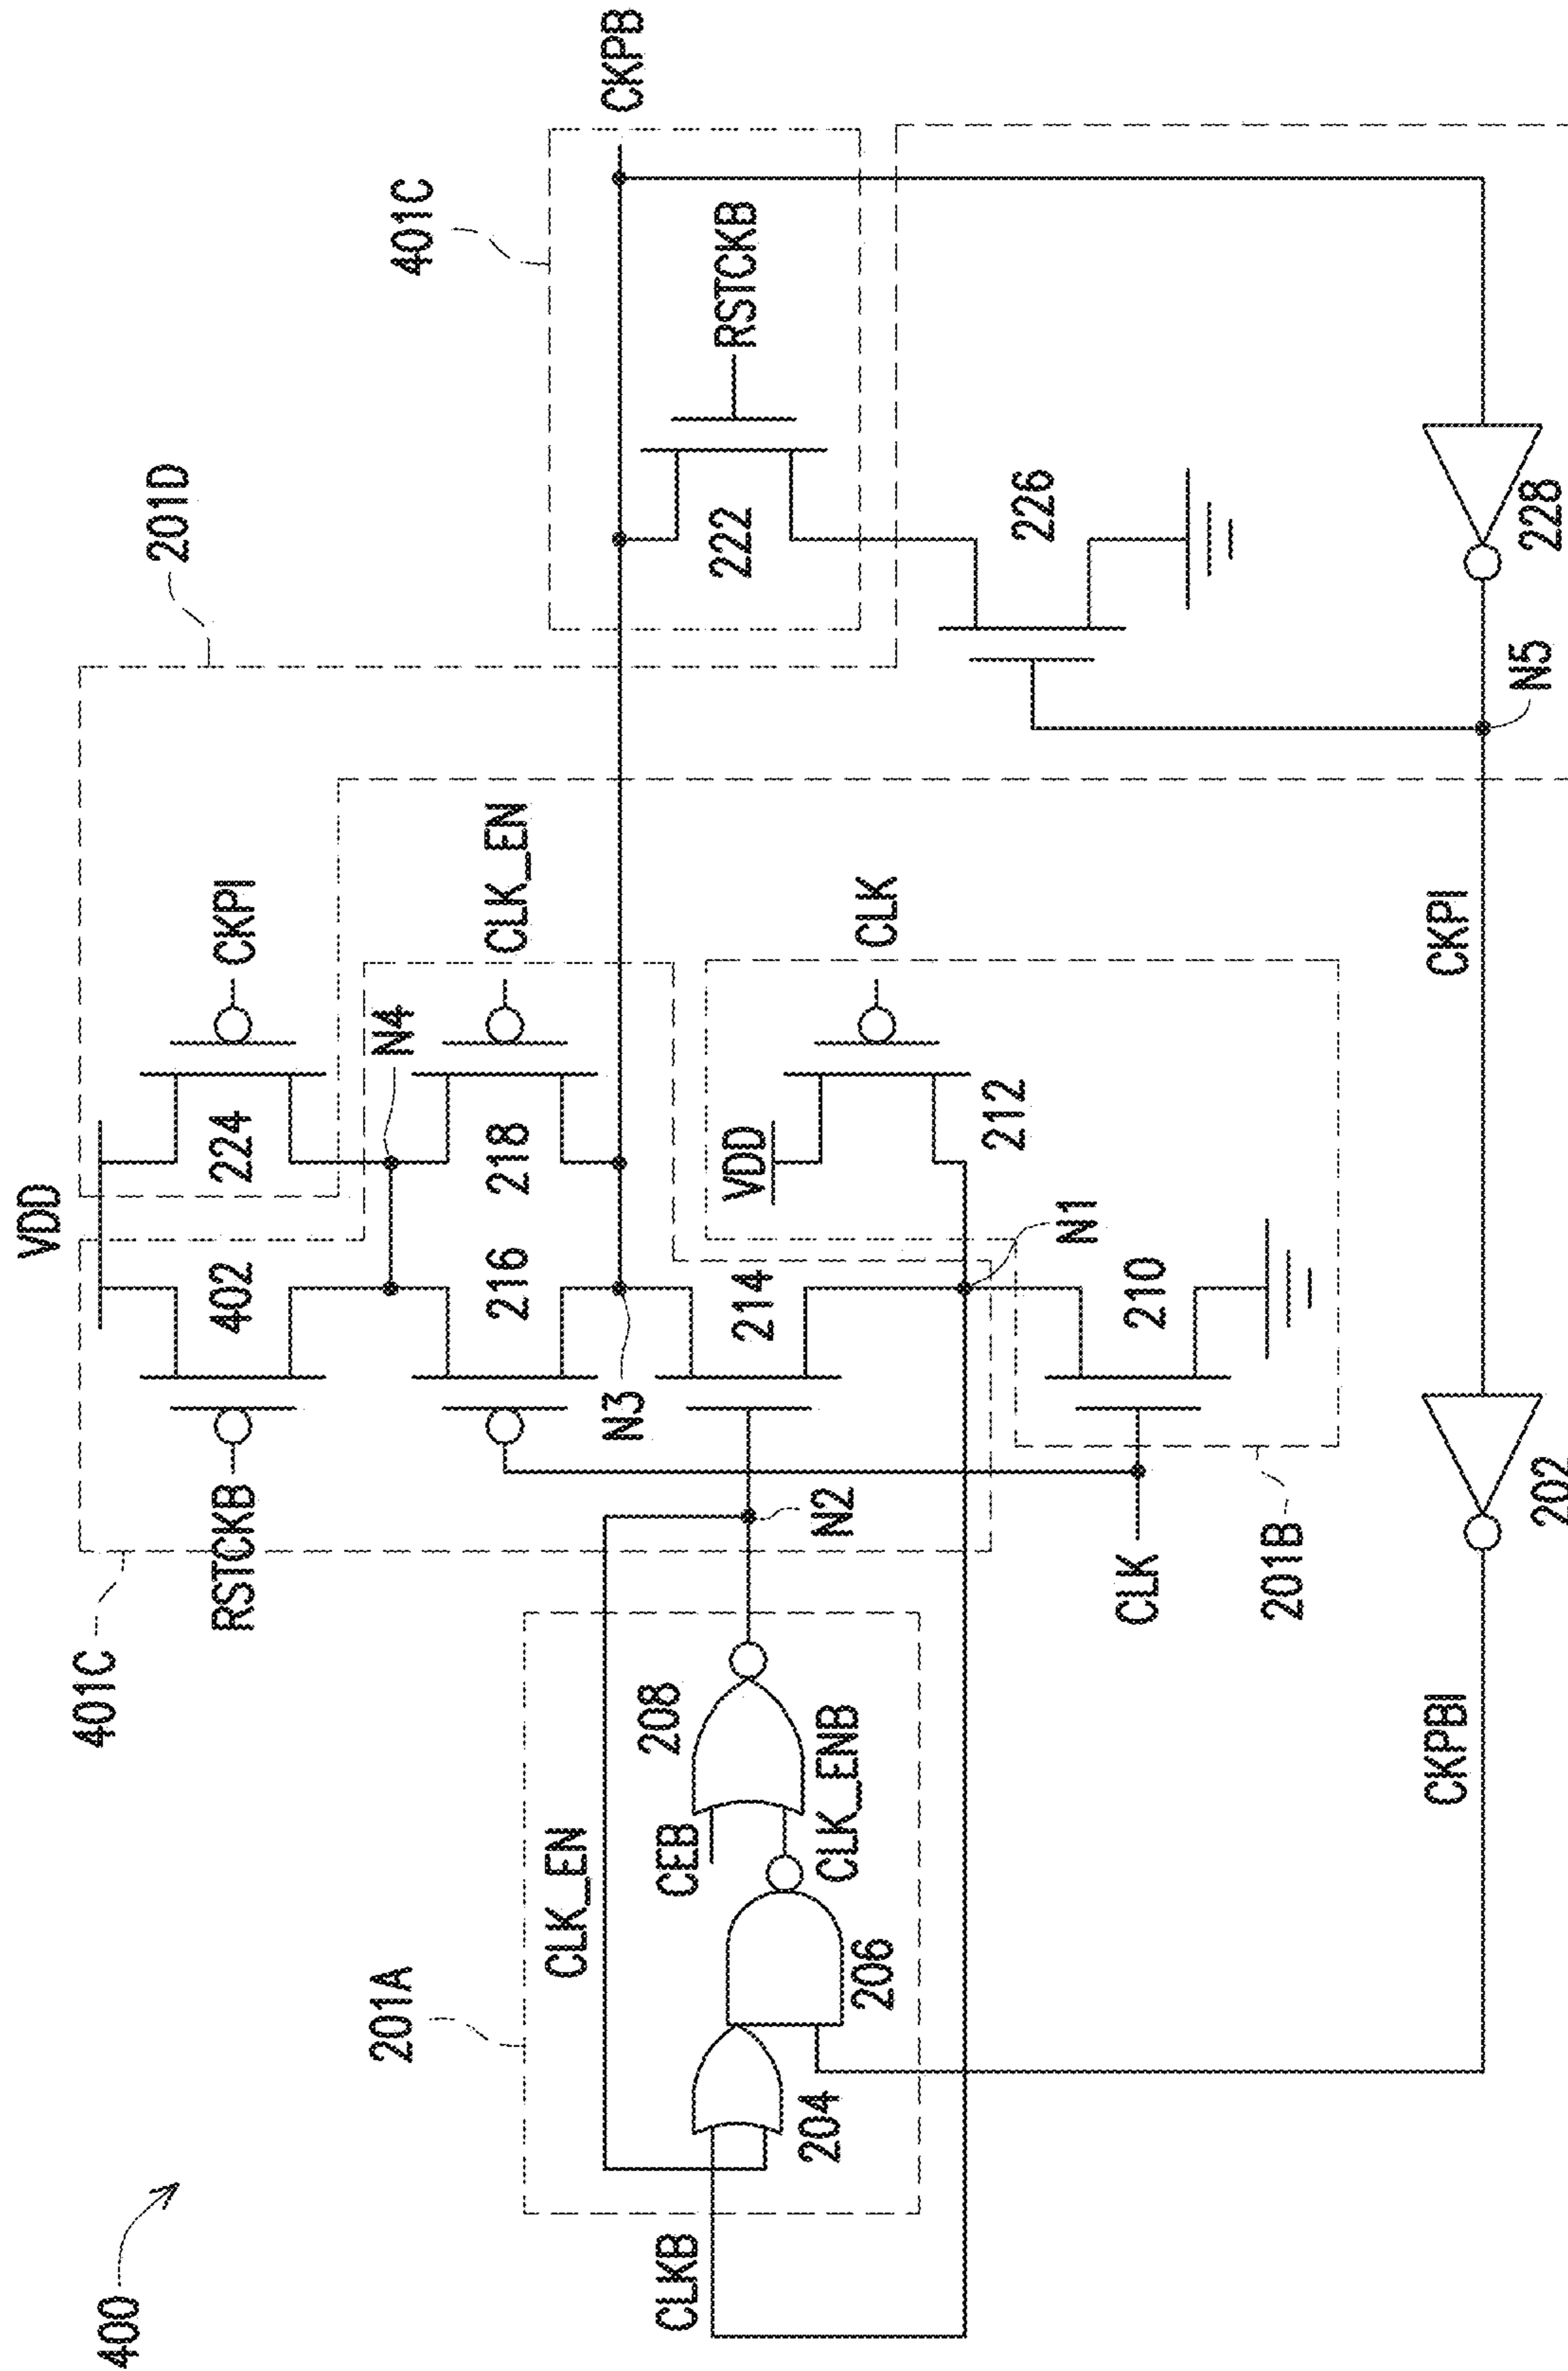 400
VDD
401C
RSTCKB
402
224
CKPI
201D
N4
216
218
CLK_EN
401C
CKPB
N3
222
RSTCKB
201A
CLK_EN
CEB
208
N2
214
VDD
CLK
212
CLKB
204
206
CLK_ENB
N1
226
CLK
210
201B
CKPBI
202
CKPI
N5
228